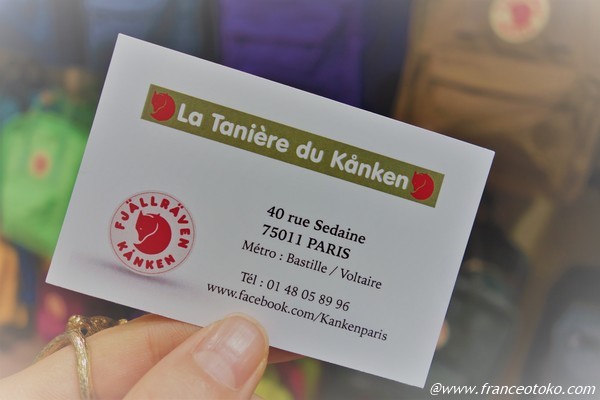 La Tanière du Kånken
FJÄLLRÄVEN
KÅNKEN
40 rue Sedaine
75011 PARIS
Métro : Bastille / Voltaire
Tél : 01 48 05 89 96
www.facebook.com/Kankenparis
@www.franceotoko.com